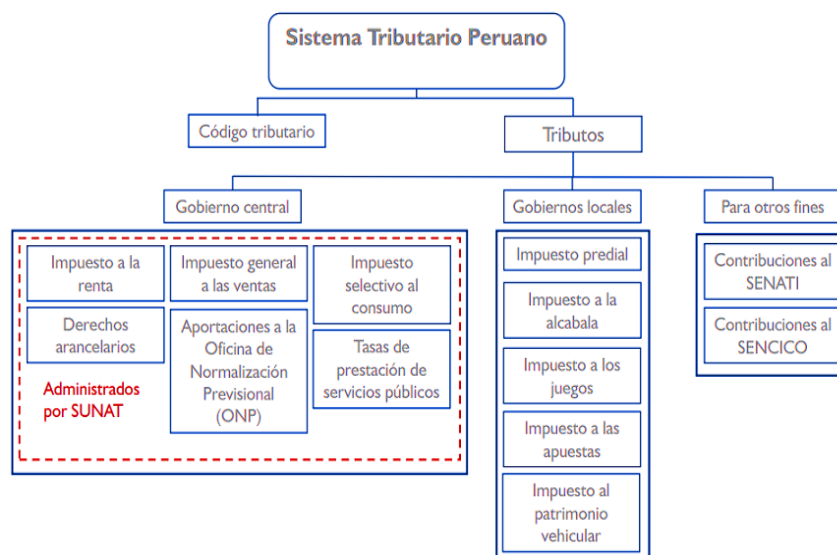 Sistema Tributario Peruano
Código tributario
Tributos
Gobierno central
Gobiernos locales
Para otros fines
Impuesto a la
renta
Impuesto general
a las ventas
Impuesto
selectivo al
consumo
Derechos
arancelarios
Aportaciones a la
Oficina de
Normalización
Previsional
(ONP)
Tasas de
prestación de
servicios públicos
Administrados
por SUNAT
Impuesto predial
Impuesto a la
alcabala
Impuesto a los
juegos
Impuesto a las
apuestas
Impuesto al
patrimonio
vehicular
Contribuciones al
SENATI
Contribuciones al
SENCICO